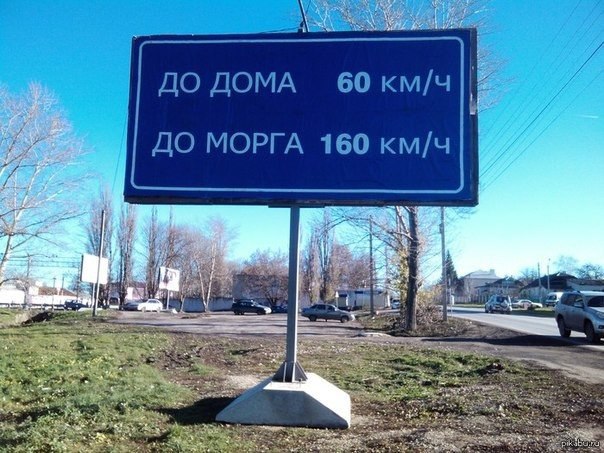 ДО ДОМА 60 КМ/Ч
ДО МОРГА 160 КМ/Ч
pikabu.ru